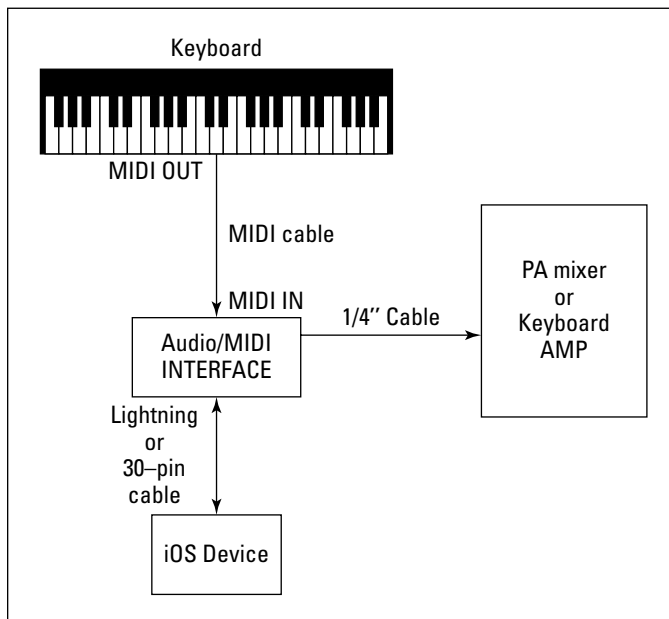 Keyboard
MIDI OUT
MIDI cable
MIDI IN
1/4’’ Cable
PA mixer
or
Keyboard
AMP
Audio/MIDI
INTERFACE
Lightning
or
30–pin
cable
iOS Device